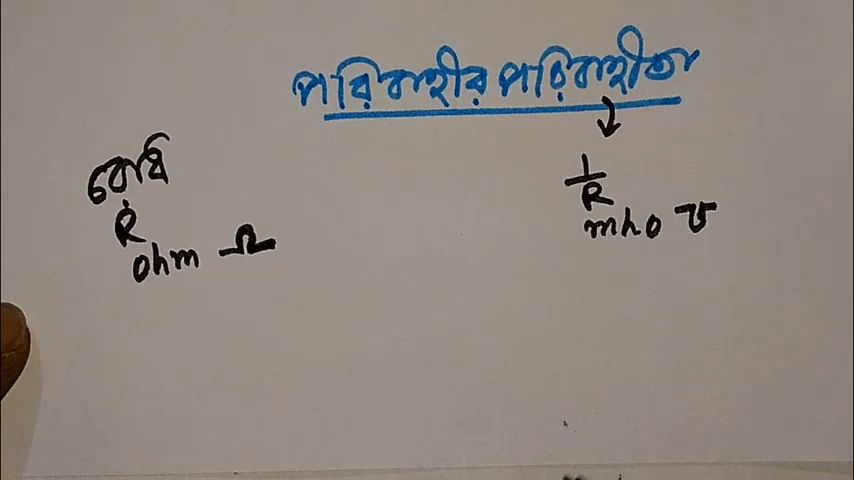 পরিবাহীর পরিবাহীতা
রোধ
R
ohm Ω
1/R
mho ℧